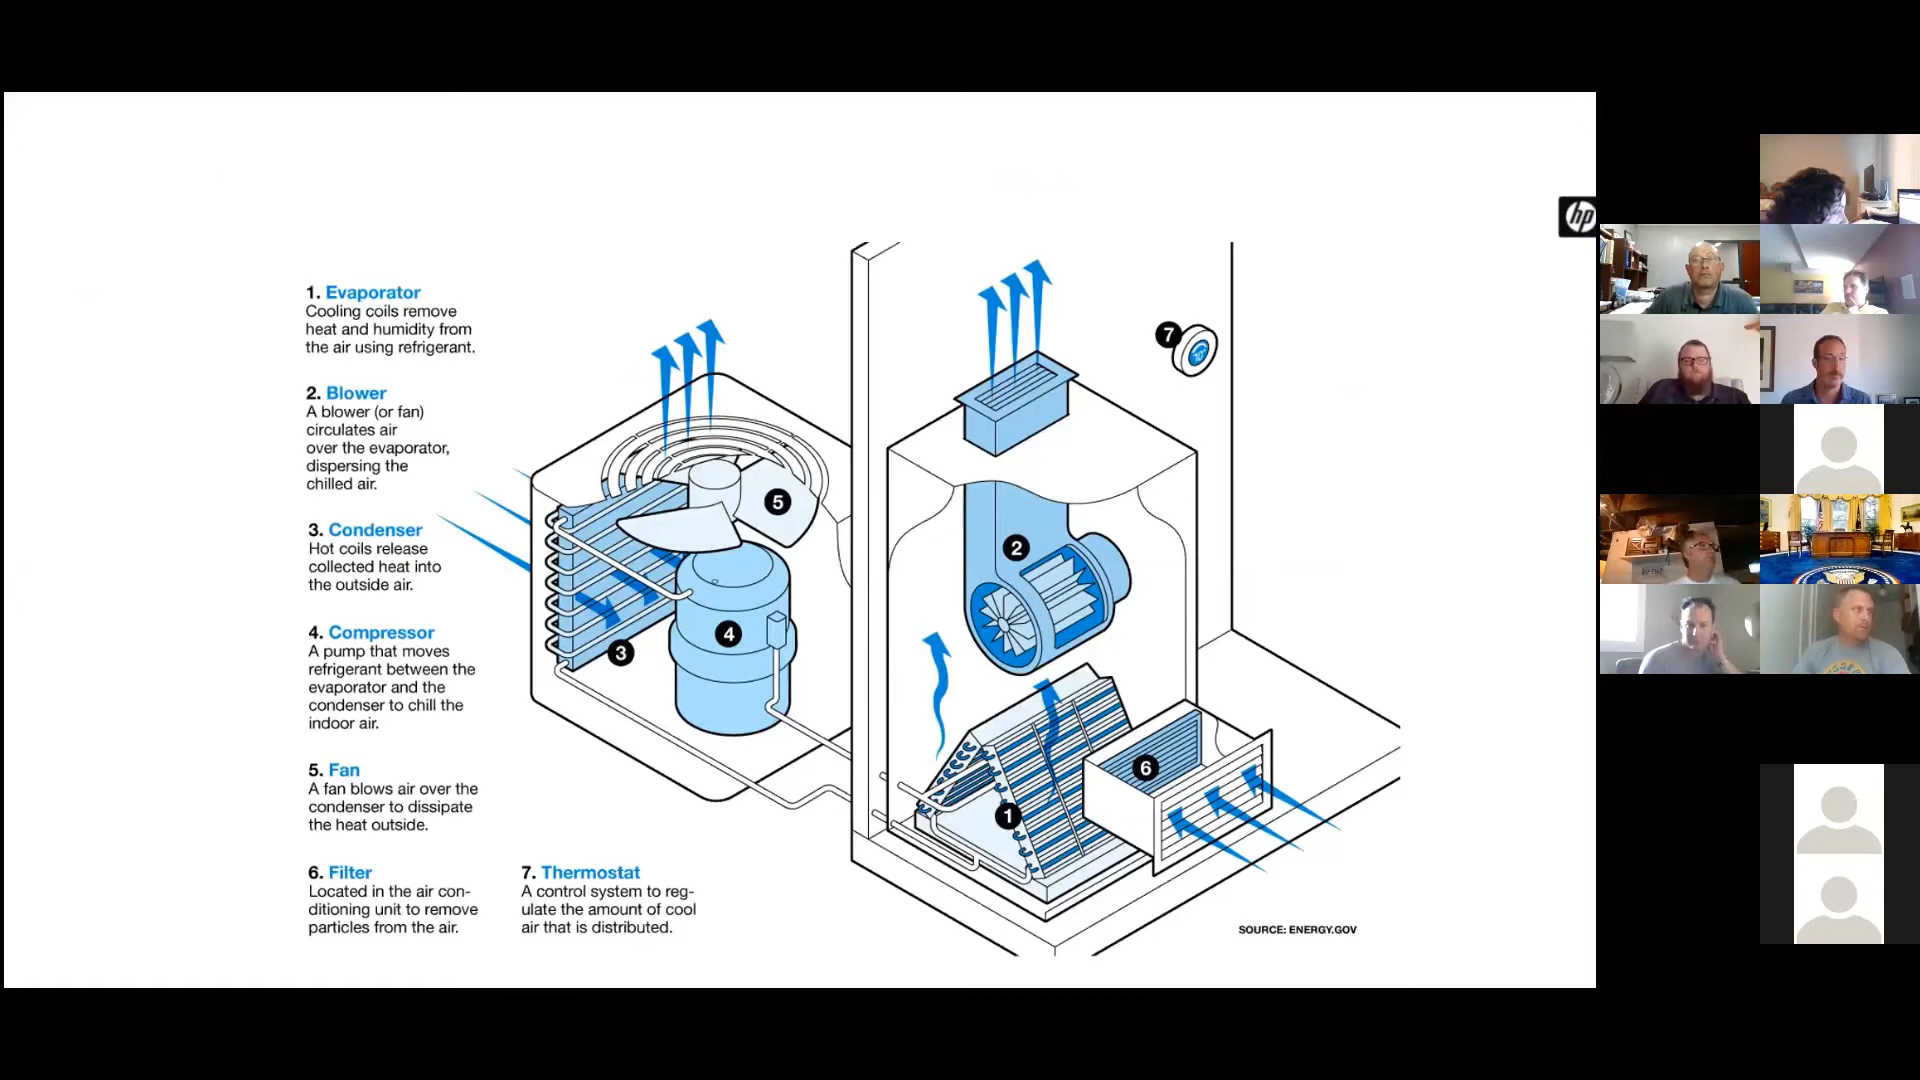 hp
1. Evaporator
Cooling coils remove
heat and humidity from
the air using refrigerant.
2. Blower
A blower (or fan)
circulates air
over the evaporator,
dispersing the
chilled air.
3. Condenser
Hot coils release
collected heat into
the outside air.
4. Compressor
A pump that moves
refrigerant between the
evaporator and the
condenser to chill the
indoor air.
5. Fan
A fan blows air over the
condenser to dissipate
the heat outside.
6. Filter
Located in the air con-
ditioning unit to remove
particles from the air.
7. Thermostat
A control system to reg-
ulate the amount of cool
air that is distributed.
5
4
3
2
7
70°
1
6
SOURCE: ENERGY.GOV